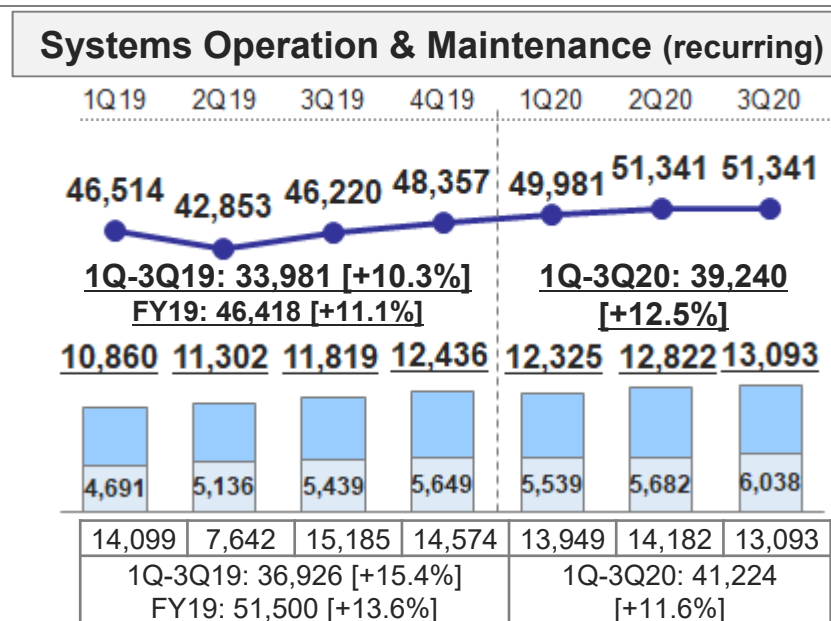 Systems Operation & Maintenance (recurring)
1Q19 2Q19 3Q19 4Q19 1Q20 2Q20 3Q20
46,514 42,853 46,220 48,357 49,981 51,341 51,341
1Q-3Q19: 33,981 [+10.3%] 1Q-3Q20: 39,240
FY19: 46,418 [+11.1%] [+12.5%]
10,860 11,302 11,819 12,436 12,325 12,822 13,093
4,691 5,136 5,439 5,649 5,539 5,682 6,038
14,099 7,642 15,185 14,574 13,949 14,182 13,093
1Q-3Q19: 36,926 [+15.4%] 1Q-3Q20: 41,224
FY19: 51,500 [+13.6%] [+11.6%]